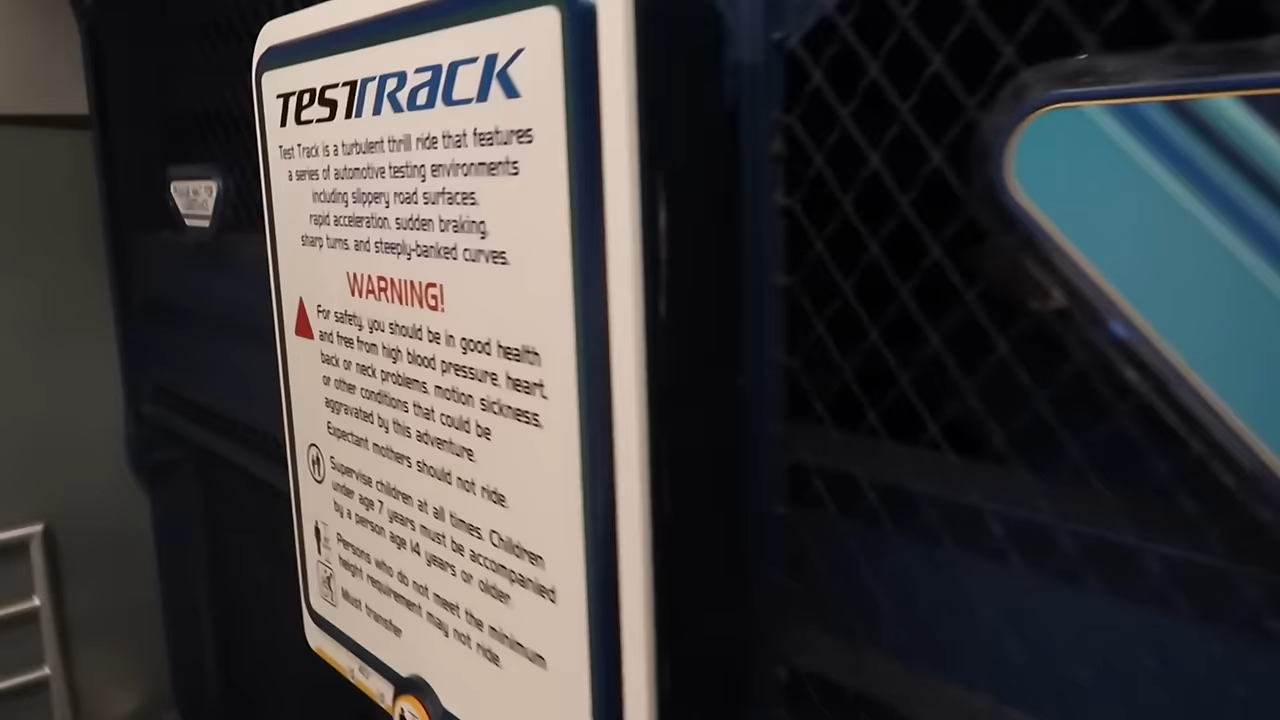 TEST TRACK
Test Track is a turbulent thrill ride that features
a series of automotive testing environments
including slippery road surfaces,
rapid acceleration, sudden braking,
sharp turns, and steeply-banked curves.
WARNING!
For safety, you should be in good health
and free from high blood pressure, heart,
back or neck problems, motion sickness,
or other conditions that could be
aggravated by this adventure.
Expectant mothers should not ride.
Supervise children at all times. Children
under age 7 years must be accompanied
by a person age 14 years or older.
Persons who do not meet the minimum
height requirement may not ride.
Must transfer